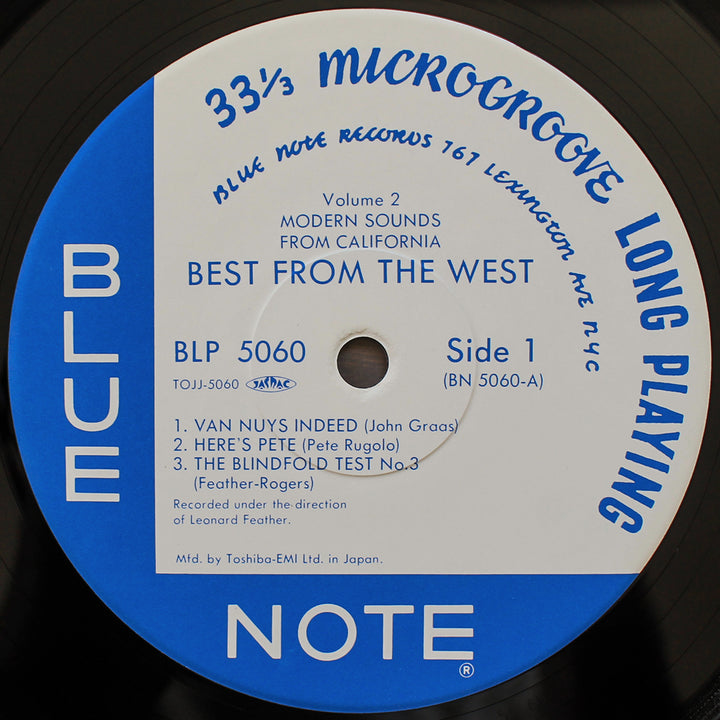 33⅓ MICROGROOVE LONG PLAYING
BLUE NOTE RECORDS 767 LEXINGTON AVE NYC
Volume 2
MODERN SOUNDS
FROM CALIFORNIA
BEST FROM THE WEST
BLP 5060
Side 1
TOJJ-5060 JASRAC
(BN 5060-A)
1. VAN NUYS INDEED (John Graas)
2. HERE'S PETE (Pete Rugolo)
3. THE BLINDFOLD TEST No.3
(Feather-Rogers)
Recorded under the direction
of Leonard Feather.
Mfd. by Toshiba-EMI Ltd. in Japan.
BLUE
NOTE®